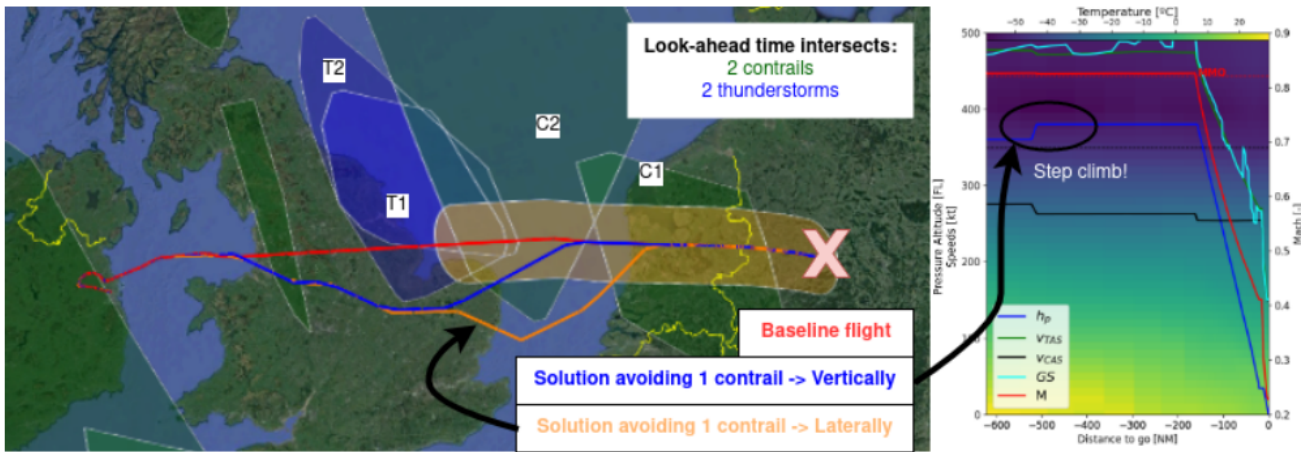 Look-ahead time intersects:
2 contrails
2 thunderstorms
T2
C2
C1
T1
X
Baseline flight
Solution avoiding 1 contrail -> Vertically
Solution avoiding 1 contrail -> Laterally
Temperature [ºC]
−50 −40 −20 −10 6 20
500
400
300
200
100
0
Pressure Altitude [FL]
Speeds [kt]
MMO
Step climb!
h_p
v_TAS
v_CAS
GS
M
0.9
0.8
0.7
0.6
0.5
0.4
0.3
0.2
Mach [-]
−600 −500 −400 −300 −200 −100 0
Distance to go [NM]